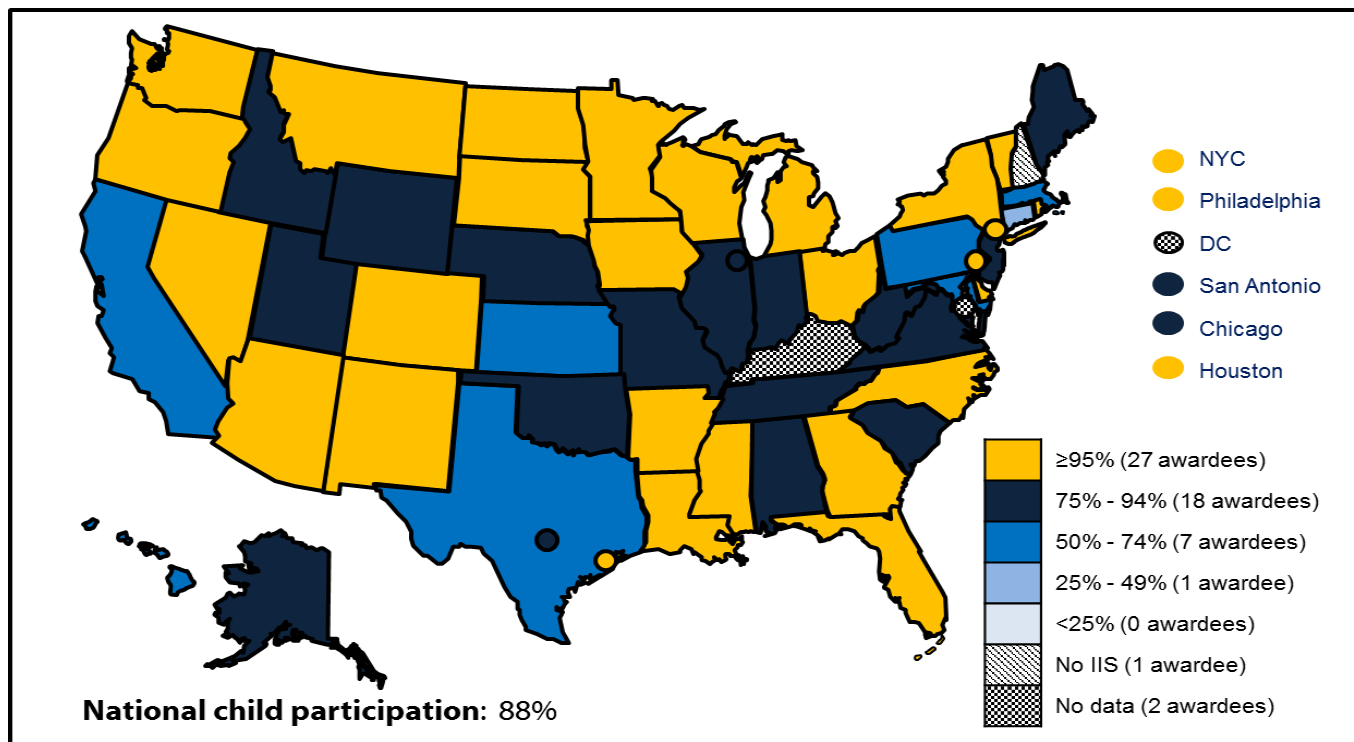 NYC
Philadelphia
DC
San Antonio
Chicago
Houston
≥95% (27 awardees)
75% - 94% (18 awardees)
50% - 74% (7 awardees)
25% - 49% (1 awardee)
<25% (0 awardees)
No IIS (1 awardee)
No data (2 awardees)
National child participation: 88%